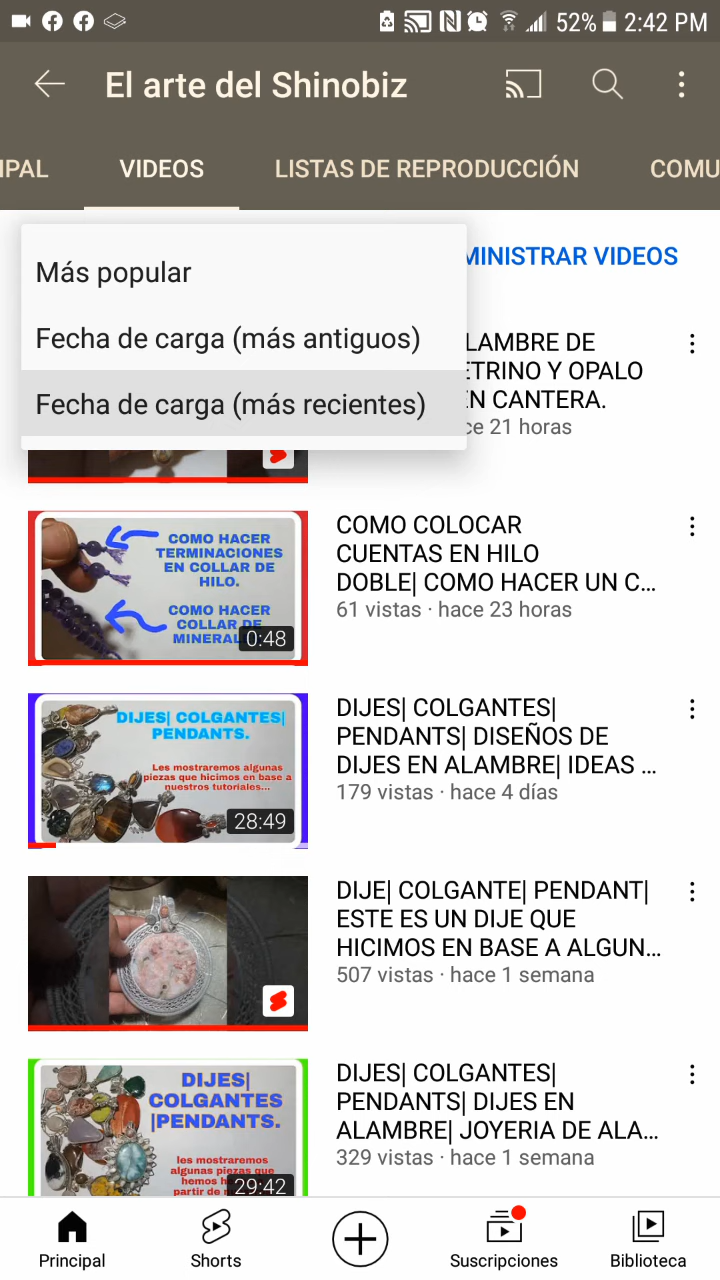 52% 2:42 PM
El arte del Shinobiz
IPAL VIDEOS LISTAS DE REPRODUCCIÓN COMU
MINISTRAR VIDEOS
Más popular
Fecha de carga (más antiguos)
Fecha de carga (más recientes)
LAMBRE DE
ETRINO Y OPALO
EN CANTERA.
ce 21 horas
COMO HACER
TERMINACIONES
EN COLLAR DE
HILO.
COMO HACER
COLLAR DE
MINERAL
0:48
COMO COLOCAR
CUENTAS EN HILO
DOBLE| COMO HACER UN C...
61 vistas · hace 23 horas
DIJES| COLGANTES|
PENDANTS.
Les mostraremos algunas
piezas que hicimos en base a
nuestros tutoriales...
28:49
DIJES| COLGANTES|
PENDANTS| DISEÑOS DE
DIJES EN ALAMBRE| IDEAS ...
179 vistas · hace 4 días
DIJE| COLGANTE| PENDANT|
ESTE ES UN DIJE QUE
HICIMOS EN BASE A ALGUN...
507 vistas · hace 1 semana
DIJES|
COLGANTES
|PENDANTS.
les mostraremos
algunas piezas que
hemos h
partir de
29:42
DIJES| COLGANTES|
PENDANTS| DIJES EN
ALAMBRE| JOYERIA DE ALA...
329 vistas · hace 1 semana
Principal Shorts Suscripciones Biblioteca